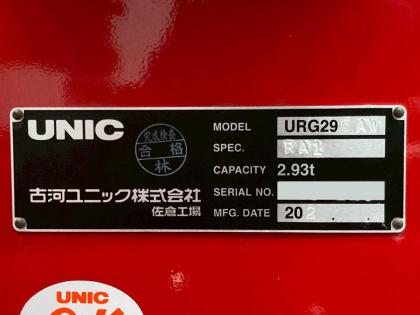 UNIC
完成検査
合格
林
古河ユニック株式会社
佐倉工場
MODEL URG29
SPEC. RA1
CAPACITY 2.93t
SERIAL NO.
MFG. DATE 202
UNIC